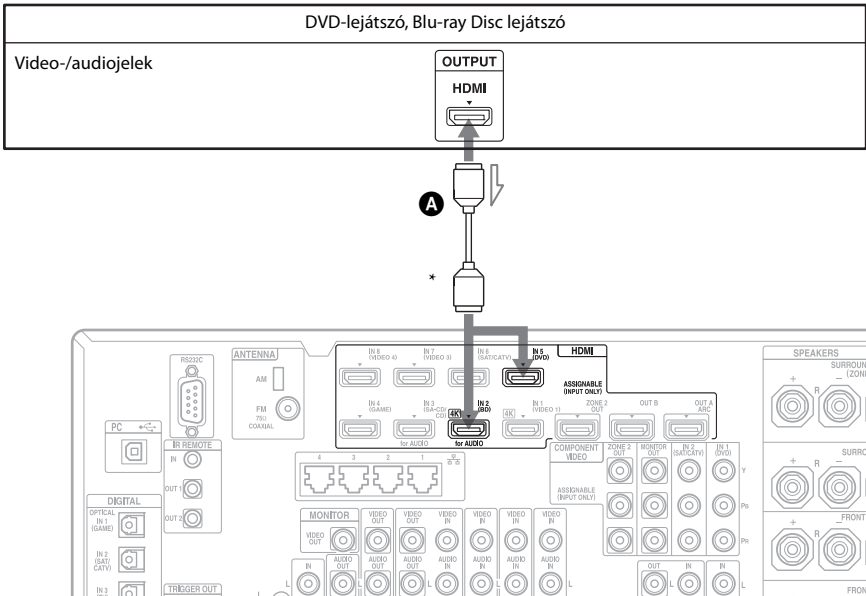 DVD-lejátszó, Blu-ray Disc lejátszó
Video-/audiojelek
OUTPUT
HDMI
A
*
RS232C
ANTENNA
AM
FM
75Ω
COAXIAL
IN 8
(VIDEO 4)
IN 7
(VIDEO 3)
IN 6
(SAT/CATV)
IN 5
(DVD)
HDMI
ASSIGNABLE
(INPUT ONLY)
IN 4
(GAME)
IN 3
(SA-CD/
CD)
4K
IN 2
(BD)
4K
IN 1
(VIDEO 1)
ZONE 2
OUT
OUT B
OUT A
ARC
for AUDIO
for AUDIO
SPEAKERS
SURROUN
(ZON
+
R
–
PC
IR REMOTE
IN
OUT 1
OUT 2
4
3
2
1
COMPONENT
VIDEO
ASSIGNABLE
(INPUT ONLY)
ZONE 2
OUT
MONITOR
OUT
IN 2
(SAT/CATV)
IN 1
(DVD)
Y
PB
PR
SURRO
+
R
–
DIGITAL
OPTICAL
IN 1
(GAME)
IN 2
(SAT/
CATV)
IN 3
TRIGGER OUT
MONITOR
VIDEO
OUT
VIDEO
OUT
VIDEO
OUT
VIDEO
IN
VIDEO
IN
VIDEO
IN
VIDEO
IN
IN
AUDIO
OUT
AUDIO
OUT
AUDIO
IN
AUDIO
IN
AUDIO
IN
AUDIO
IN
L
L
L
L
OUT
IN
IN
L
L
FRONT
+
R
–
FRON